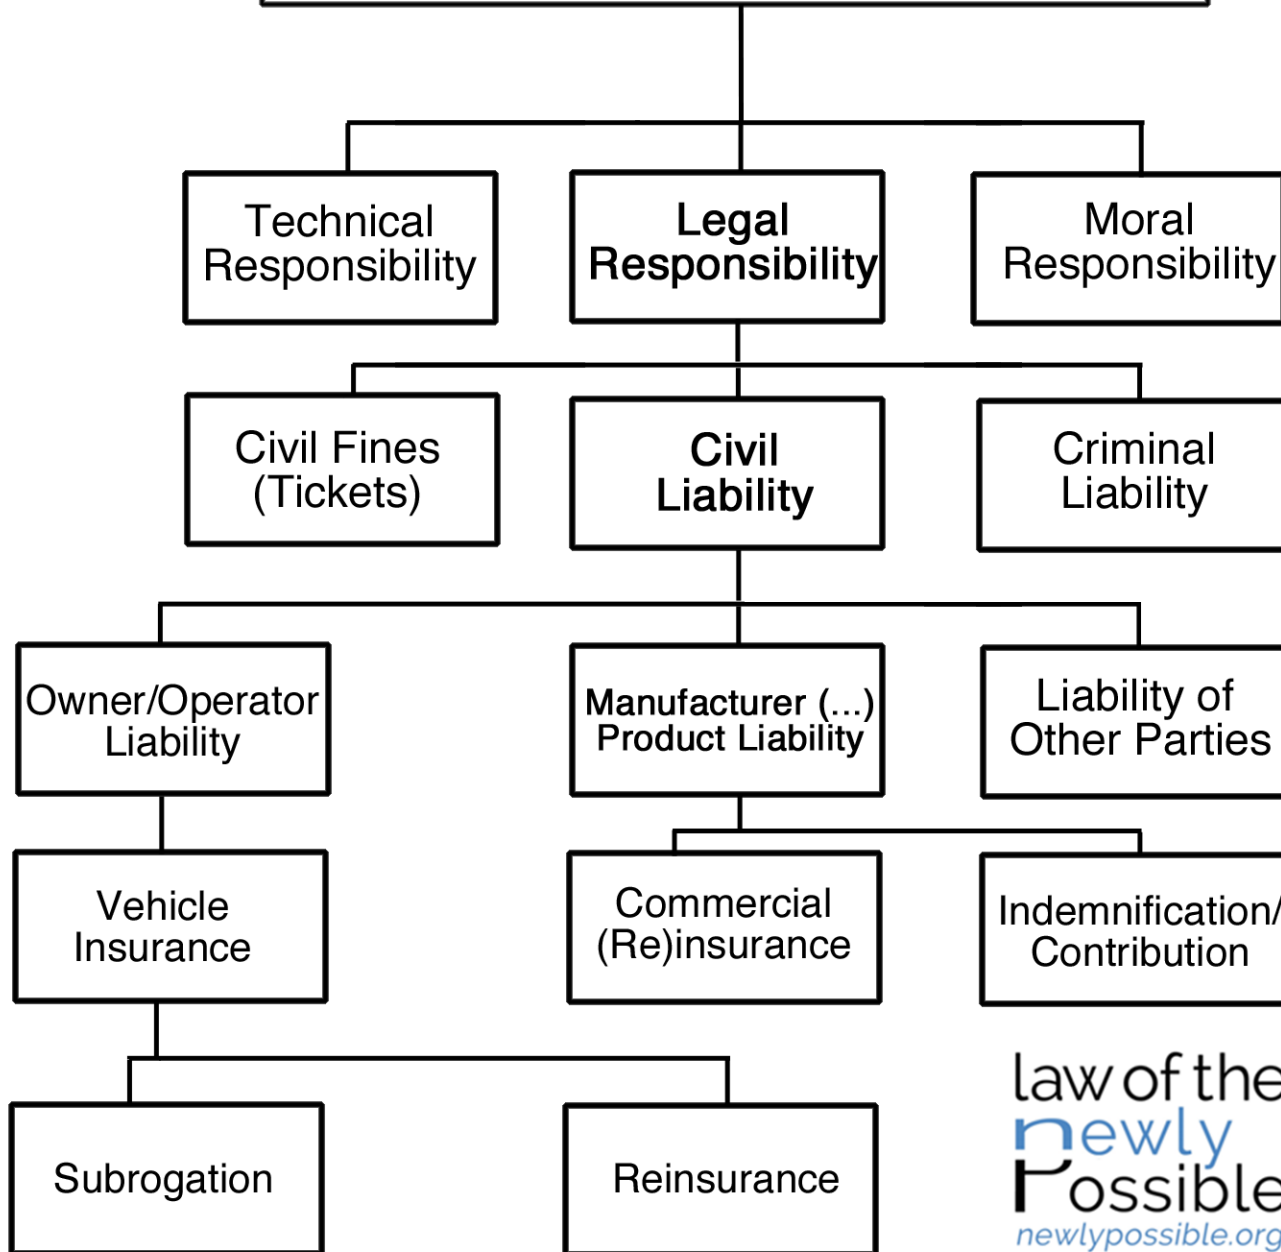 Technical
Responsibility
Legal
Responsibility
Moral
Responsibility
Civil Fines
(Tickets)
Civil
Liability
Criminal
Liability
Owner/Operator
Liability
Manufacturer (...)
Product Liability
Liability of
Other Parties
Vehicle
Insurance
Commercial
(Re)insurance
Indemnification/
Contribution
Subrogation
Reinsurance
law of the
newly
Possible
newlypossible.org